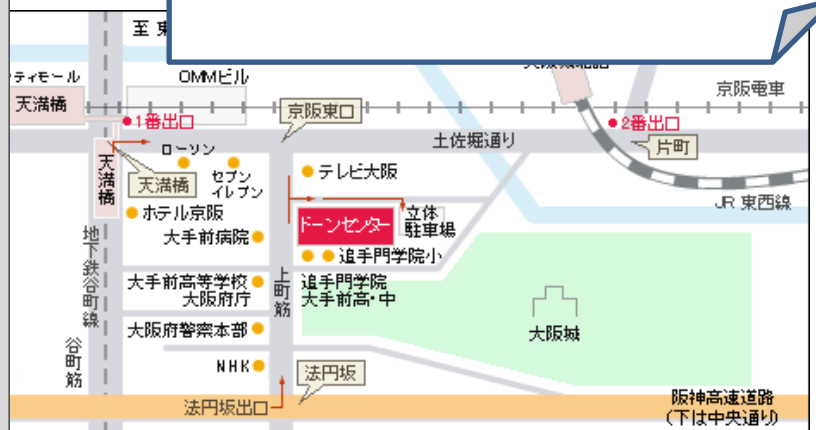 至 東
ティモール
OMMビル
京阪電車
天満橋
京阪東口
●1番出口
●2番出口
土佐堀通り
片町
ローソン
天満橋
天満橋
セブン
イレブン
テレビ大阪
JR 東西線
ホテル京阪
ドーンセンター
立体
駐車場
大手前病院
追手門学院小
地下鉄谷町線
大手前高等学校
大阪府庁
上町筋
追手門学院
大手前高・中
大阪府警察本部
大阪城
谷町筋
NHK
法円坂
法円坂出口
阪神高速道路
(下は中央通り)